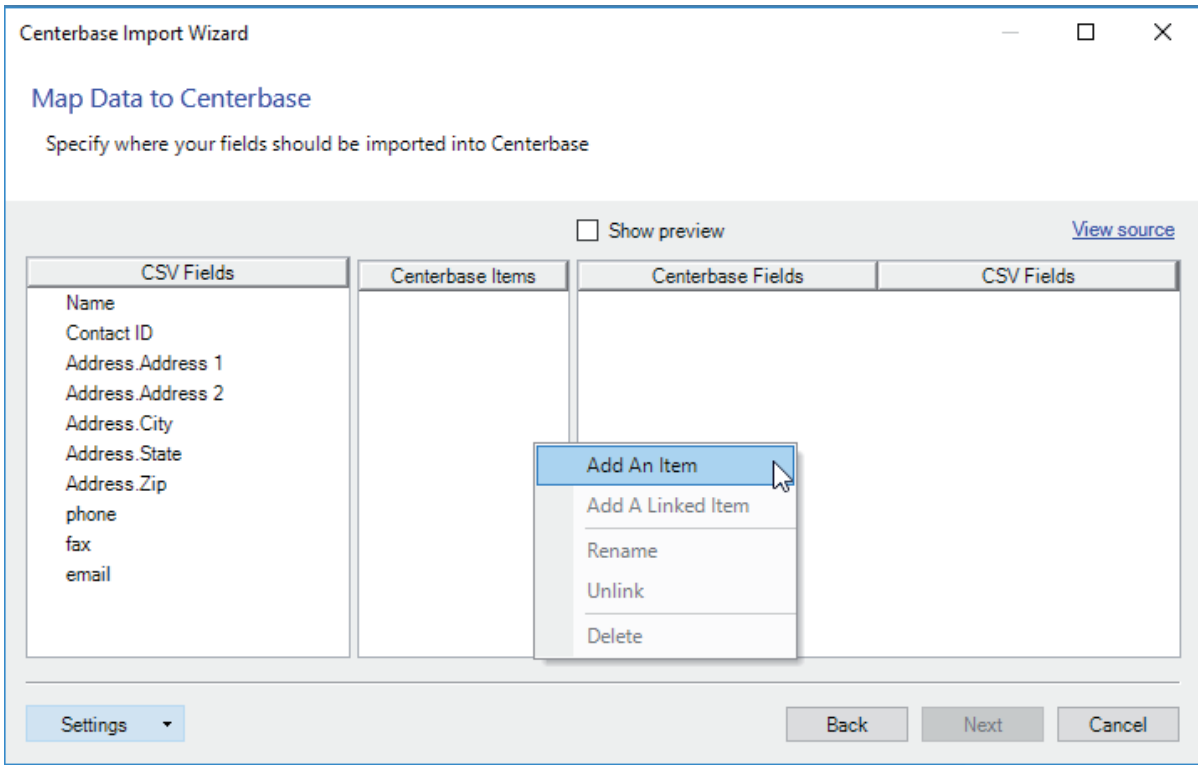 Centerbase Import Wizard
Map Data to Centerbase
Specify where your fields should be imported into Centerbase
Show preview
View source
CSV Fields
Centerbase Items
Centerbase Fields
CSV Fields
Name
Contact ID
Address.Address 1
Address.Address 2
Address.City
Address.State
Address.Zip
phone
fax
email
Add An Item
Add A Linked Item
Rename
Unlink
Delete
Settings
Back
Next
Cancel